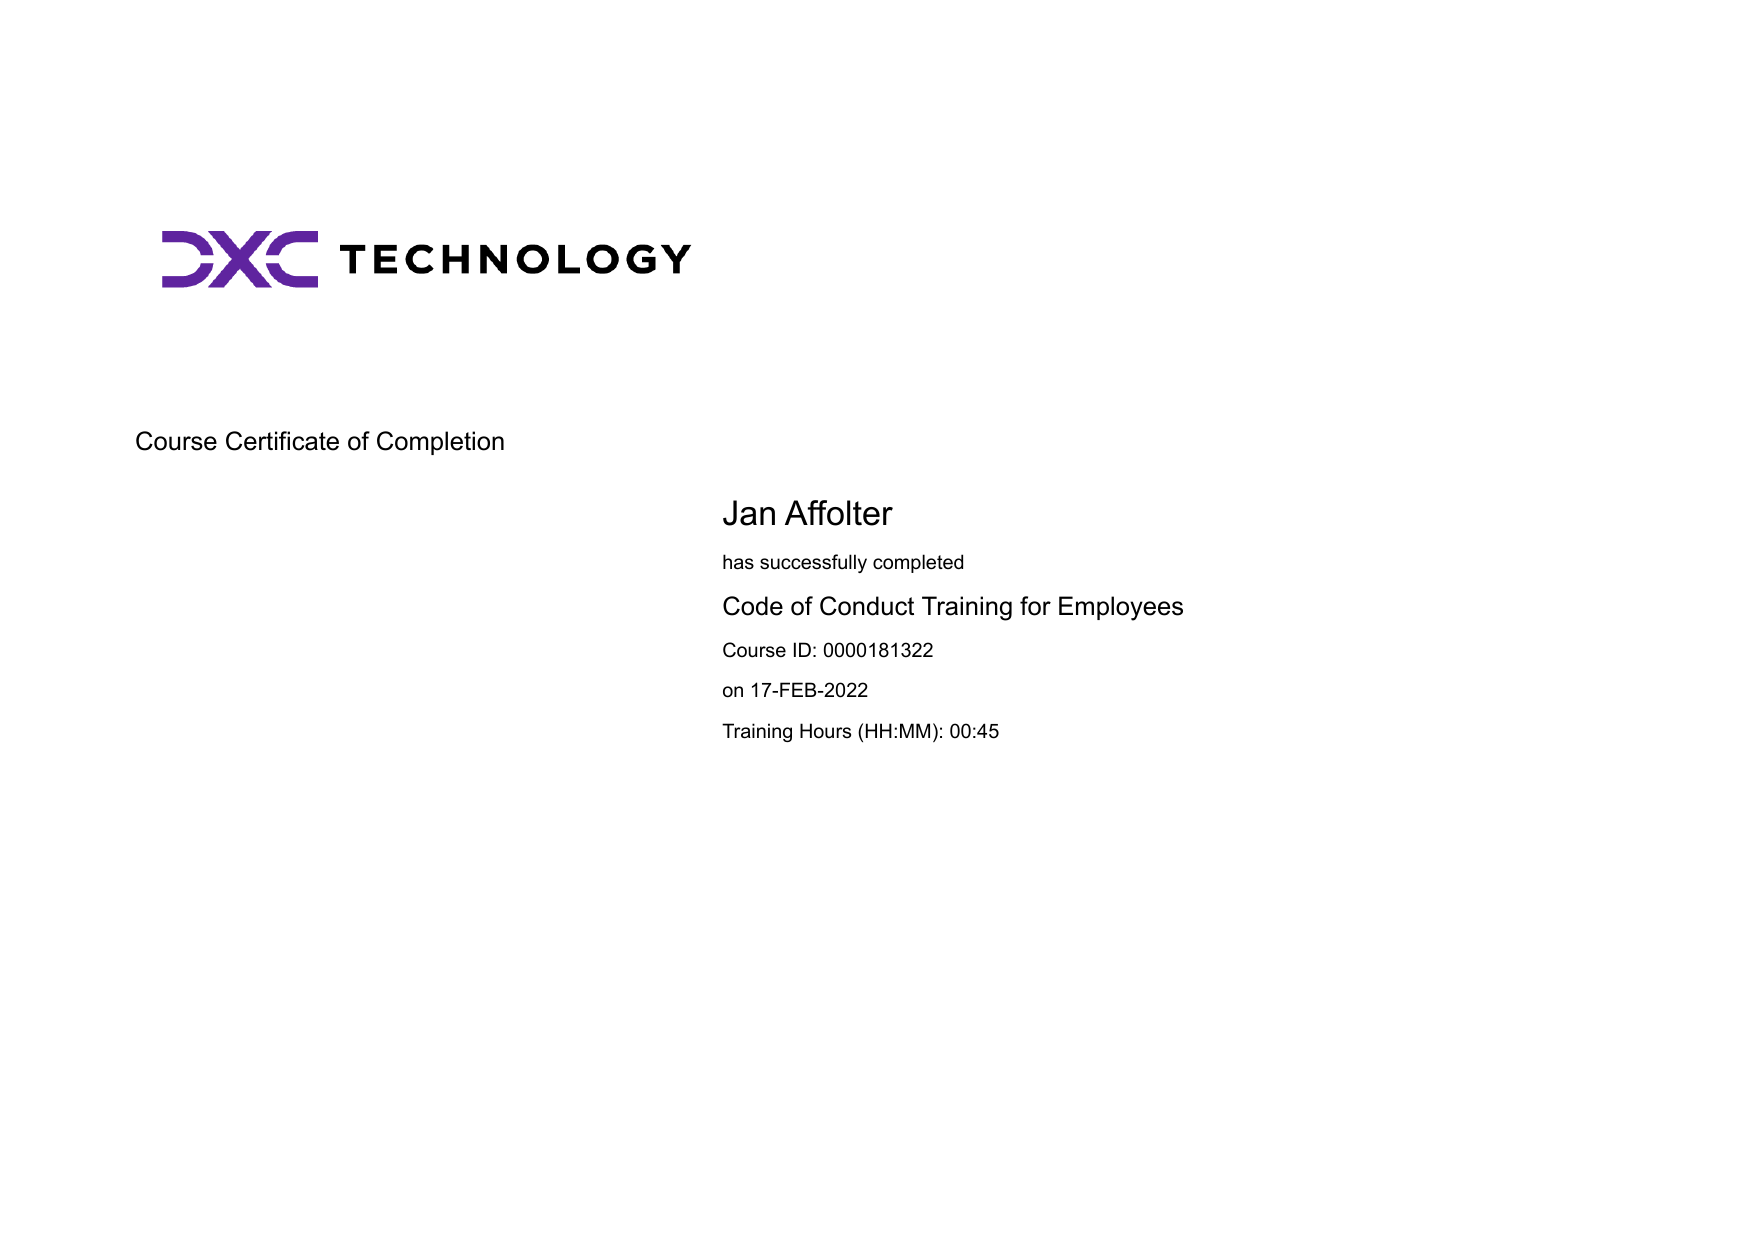 DXC TECHNOLOGY
Course Certificate of Completion
Jan Affolter
has successfully completed
Code of Conduct Training for Employees
Course ID: 0000181322
on 17-FEB-2022
Training Hours (HH:MM): 00:45